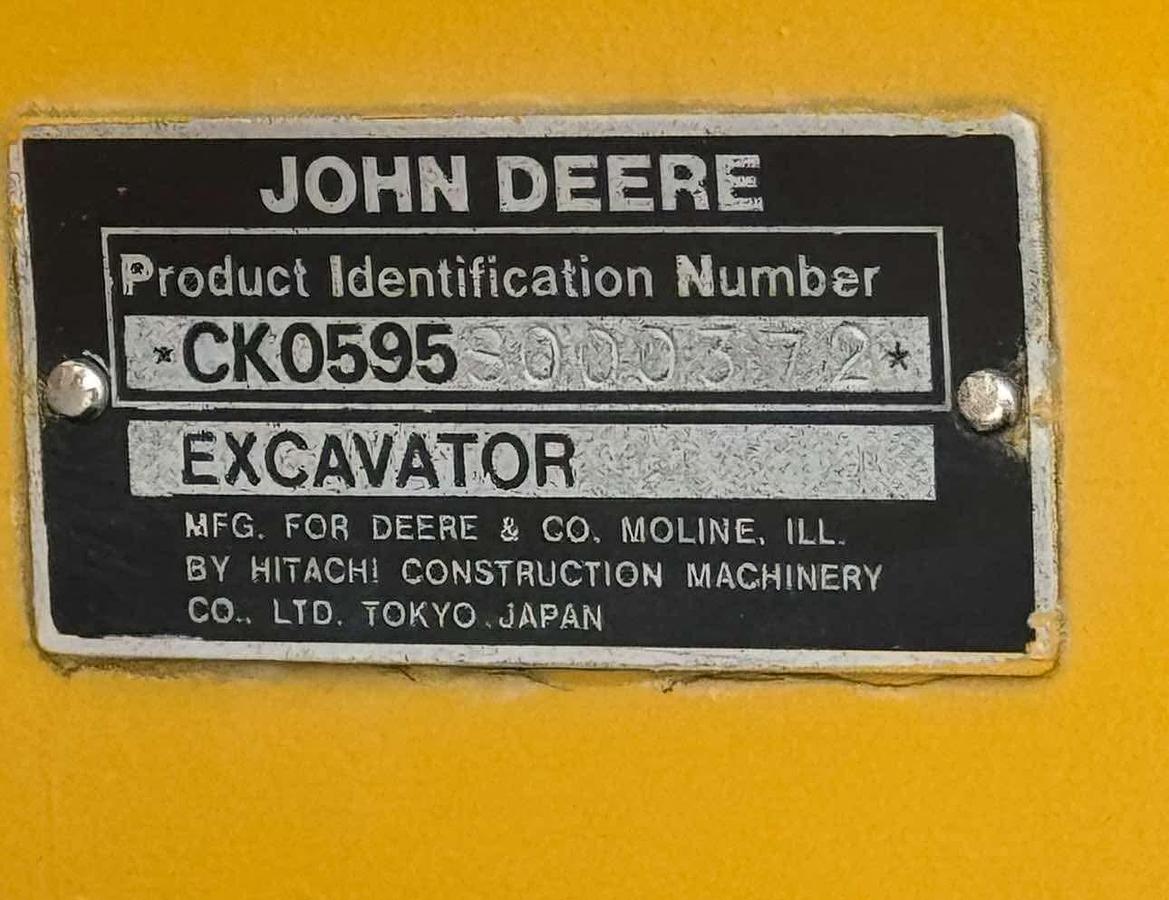 JOHN DEERE
Product Identification Number
*CK0595S000372*
EXCAVATOR
MFG. FOR DEERE & CO. MOLINE, ILL.
BY HITACHI CONSTRUCTION MACHINERY
CO., LTD. TOKYO JAPAN